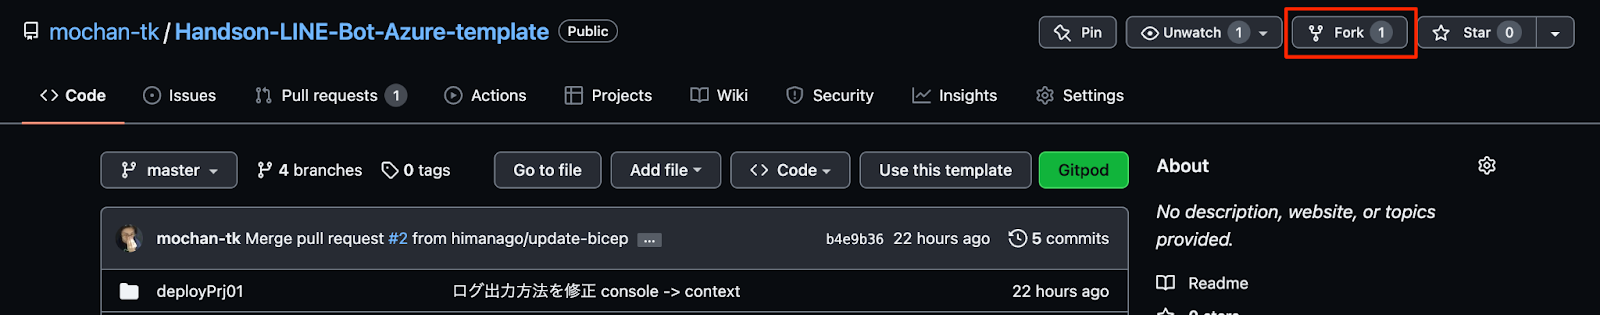 mochan-tk / Handson-LINE-Bot-Azure-template Public Pin Unwatch 1 Fork 1 Star 0
Code Issues Pull requests 1 Actions Projects Wiki Security Insights Settings
master 4 branches 0 tags Go to file Add file Code Use this template Gitpod
About
mochan-tk Merge pull request #2 from himanago/update-bicep ... b4e9b36 22 hours ago 5 commits
No description, website, or topics
provided.
deployPrj01 ログ出力方法を修正 console -> context 22 hours ago
Readme
0 stars